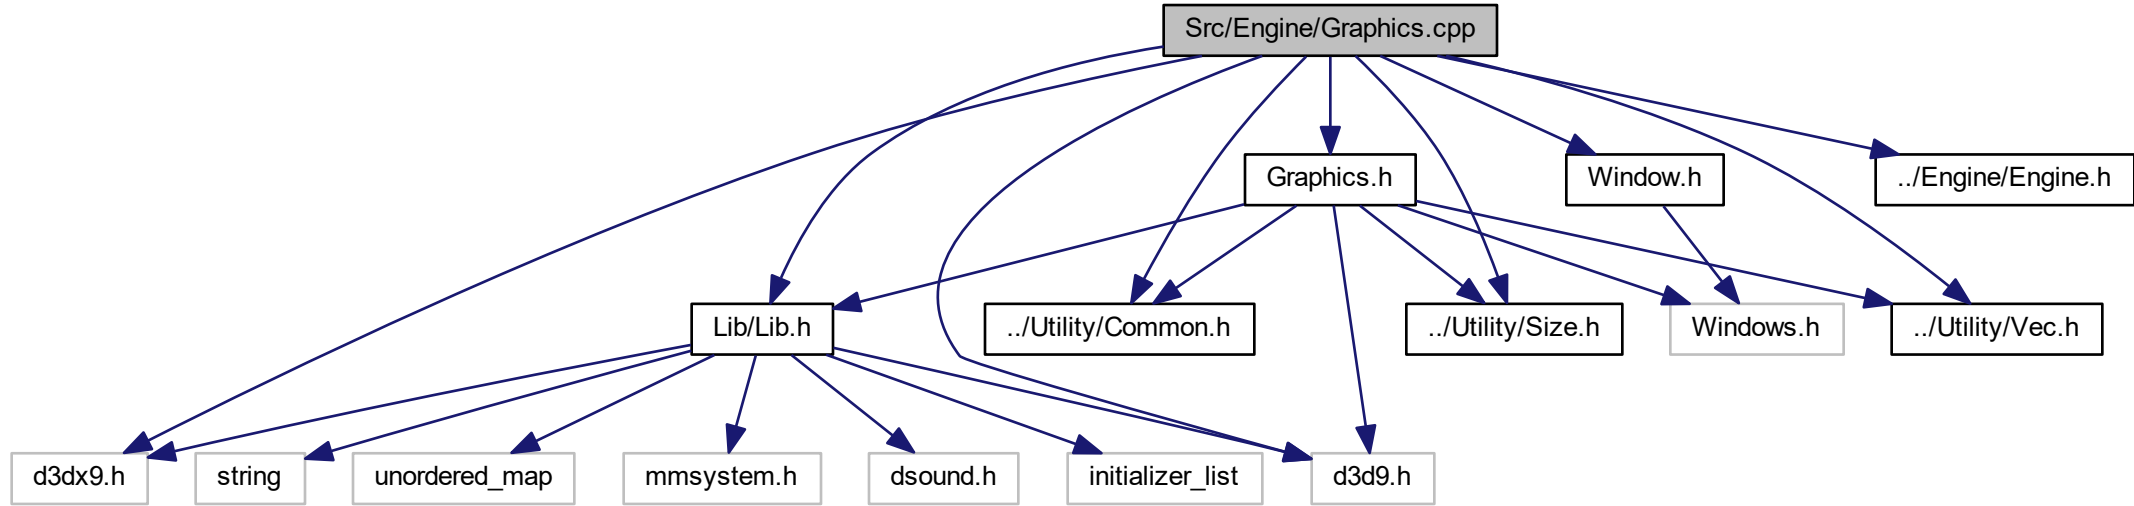 Src/Engine/Graphics.cpp
Graphics.h
Window.h
../Engine/Engine.h
Lib/Lib.h
../Utility/Common.h
../Utility/Size.h
Windows.h
../Utility/Vec.h
d3dx9.h
string
unordered_map
mmsystem.h
dsound.h
initializer_list
d3d9.h